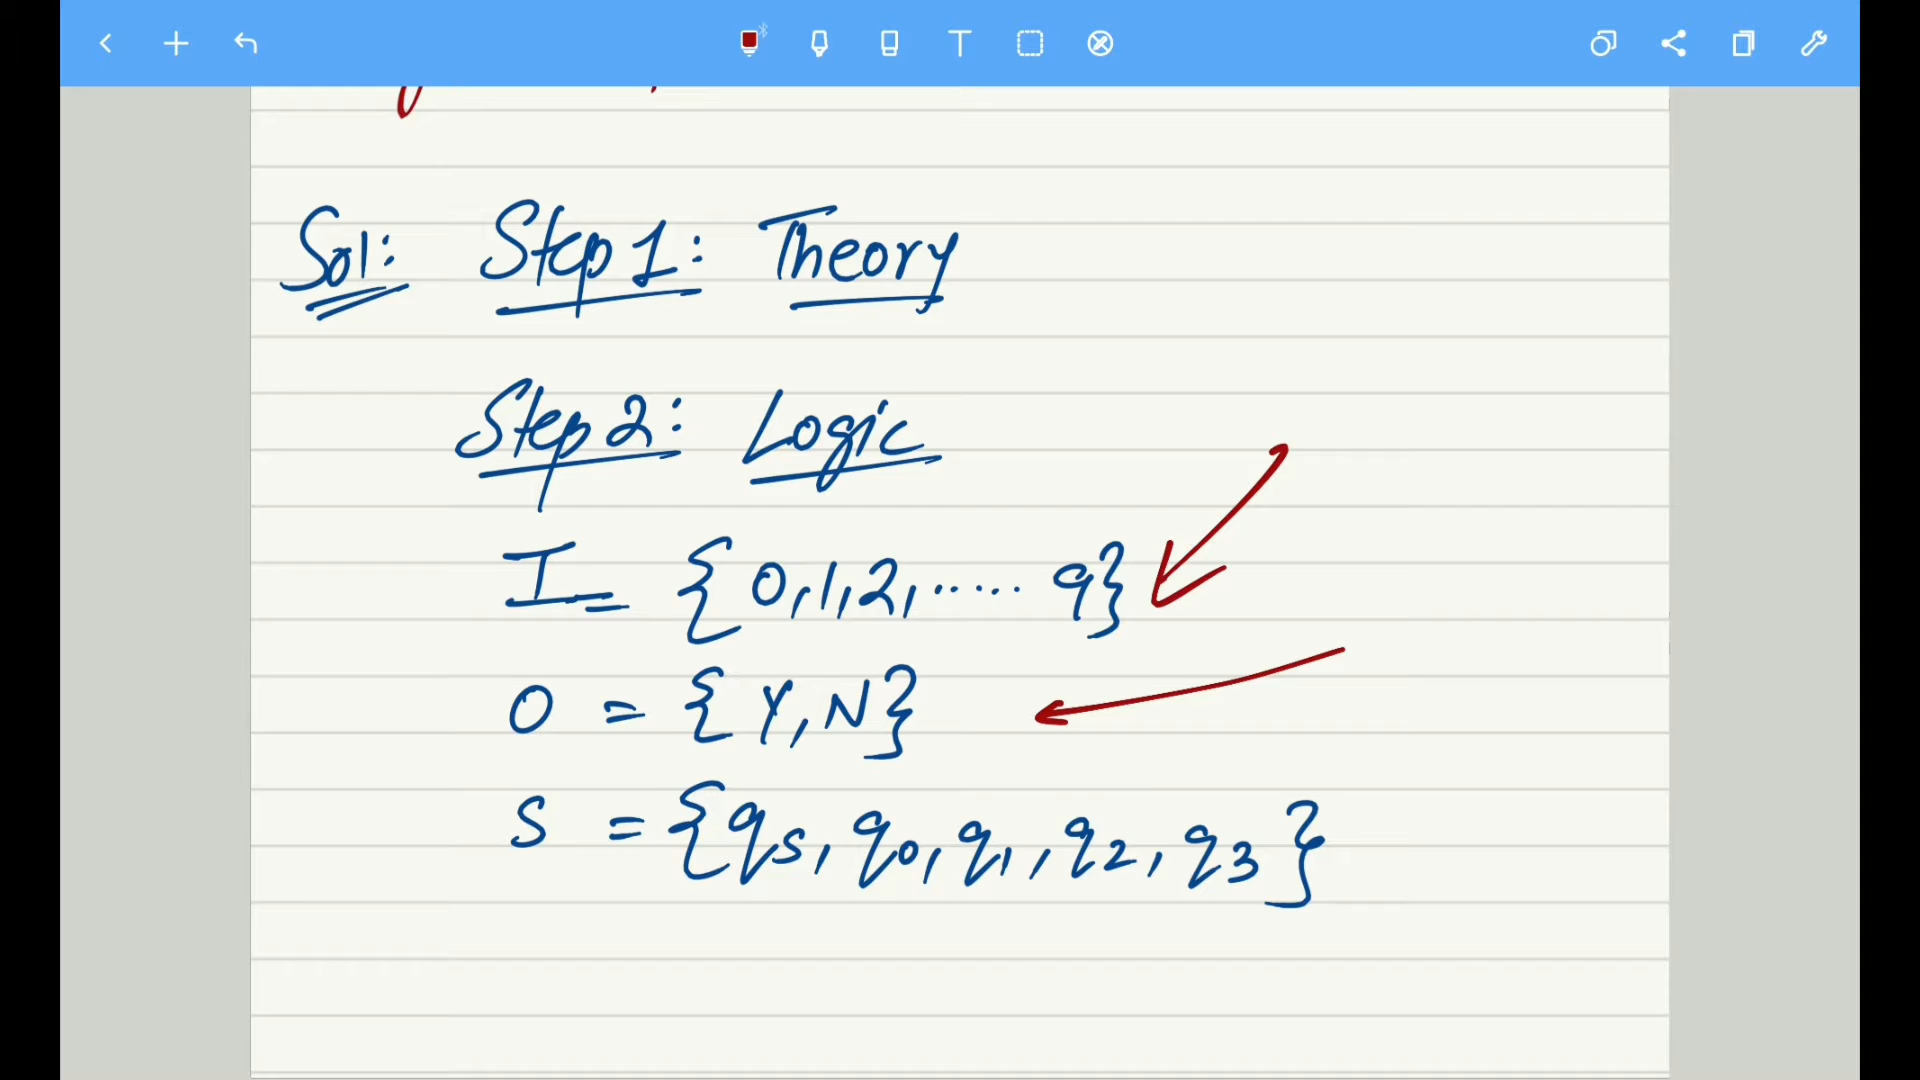 Sol: Step 1: Theory
Step 2: Logic
I = {0,1,2,.....9}
O = {Y,N}
S = {qs, q0, q1, q2, q3}